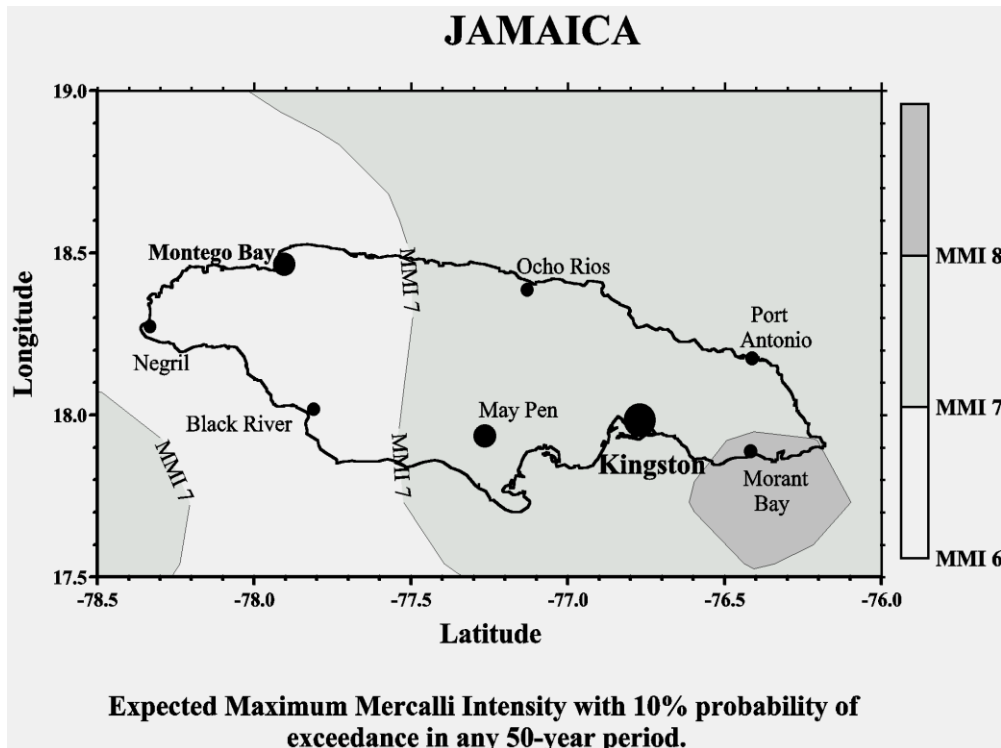 JAMAICA
19.0
18.5
18.0
17.5
Longitude
-78.5
-78.0
-77.5
-77.0
-76.5
-76.0
Latitude
Montego Bay
MMI 7
Ocho Rios
Port
Antonio
Negril
Black River
May Pen
Kingston
Morant
Bay
MMI 7
MMI 7
MMI 8
MMI 7
MMI 6
Expected Maximum Mercalli Intensity with 10% probability of
exceedance in any 50-year period.